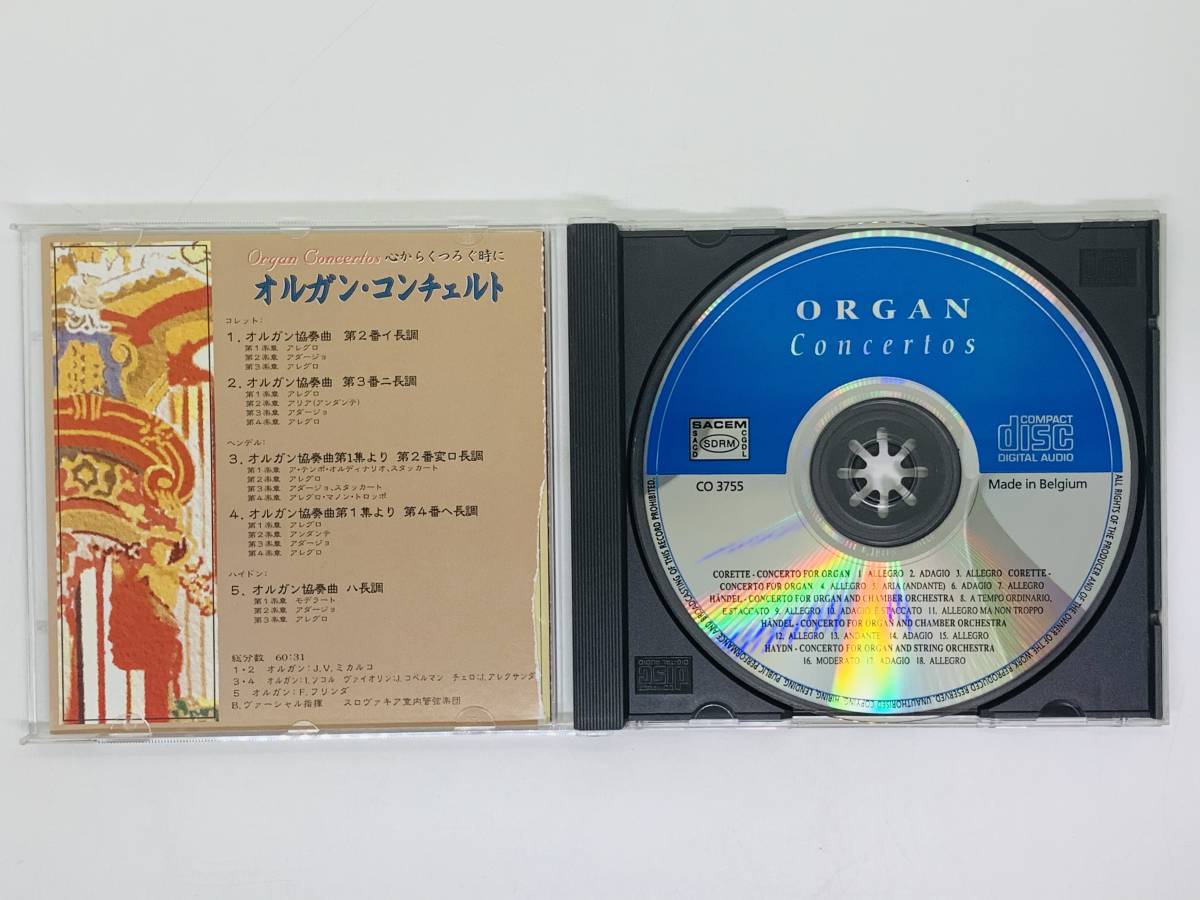 Organ Concertos 心からくつろぐ時に
オルガン・コンチェルト
コレット:
1. オルガン協奏曲 第2番イ長調
第1楽章 アレグロ
第2楽章 アダージョ
第3楽章 アレグロ
2. オルガン協奏曲 第3番ニ長調
第1楽章 アレグロ
第2楽章 アリア(アンダンテ)
第3楽章 アダージョ
第4楽章 アレグロ
ヘンデル:
3. オルガン協奏曲第1集より 第2番変ロ長調
第1楽章 ア・テンポ・オルディナリオ、スタッカート
第2楽章 アレグロ
第3楽章 アダージョ、スタッカート
第4楽章 アレグロ・マ・ノン・トロッポ
4. オルガン協奏曲第1集より 第4番ヘ長調
第1楽章 アレグロ
第2楽章 アンダンテ
第3楽章 アダージョ
第4楽章 アレグロ
ハイドン:
5. オルガン協奏曲 ハ長調
第1楽章 モデラート
第2楽章 アダージョ
第3楽章 アレグロ
総分数 60:31
1・2 オルガン:J.V.ミカルコ
3・4 オルガン:I.ソコル ヴァイオリン:J.コペルマン チェロ:J.アレクサンダ
5 オルガン:F.フリンダ
B.ヴァーシャル指揮 スロヴァキア室内管弦楽団
ORGAN
Concertos
SACEM
SACD
SDRM
CGDL
COMPACT
disc
DIGITAL AUDIO
CO 3755
Made in Belgium
CORETTE - CONCERTO FOR ORGAN 1. ALLEGRO 2. ADAGIO 3. ALLEGRO CORETTE -
CONCERTO FOR ORGAN 4. ALLEGRO 5. ARIA (ANDANTE) 6. ADAGIO 7. ALLEGRO
HÄNDEL - CONCERTO FOR ORGAN AND CHAMBER ORCHESTRA 8. A TEMPO ORDINARIO,
E STACCATO 9. ALLEGRO 10. ADAGIO E STACCATO 11. ALLEGRO MA NON TROPPO
HÄNDEL - CONCERTO FOR ORGAN AND CHAMBER ORCHESTRA
12. ALLEGRO 13. ANDANTE 14. ADAGIO 15. ALLEGRO
HAYDN - CONCERTO FOR ORGAN AND STRING ORCHESTRA
16. MODERATO 17. ADAGIO 18. ALLEGRO
ALL RIGHTS OF THE PRODUCER AND OF THE OWNER OF THE WORK REPRODUCED RESERVED. UNAUTHORISED COPYING, HIRING, LENDING, PUBLIC PERFORMANCE AND BROADCASTING OF THIS RECORD PROHIBITED.
disc